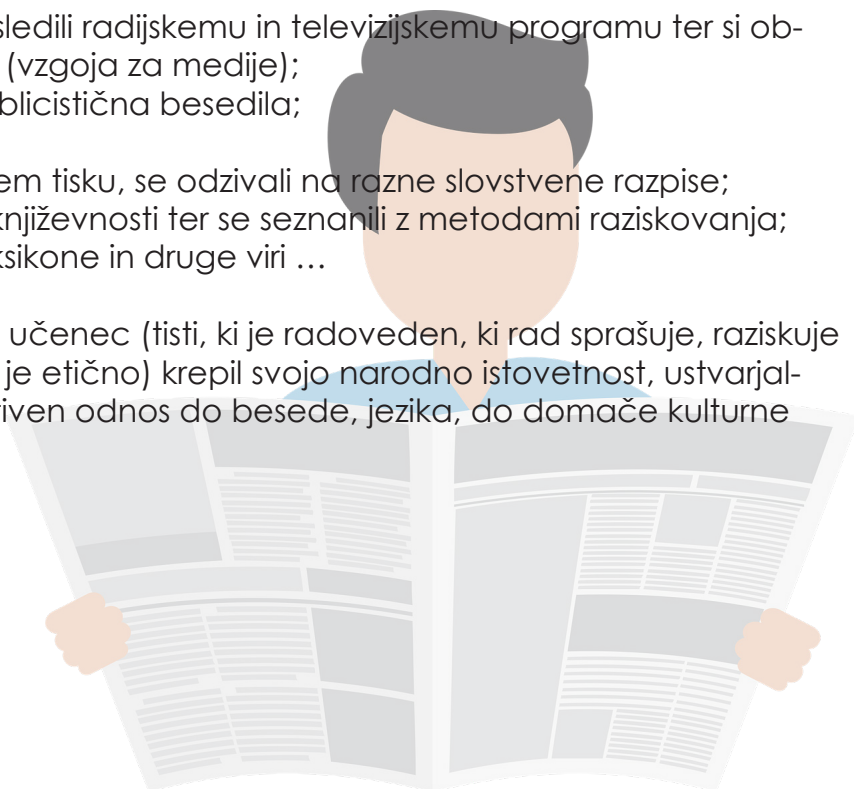 sledili radijskemu in televizijskemu programu ter si ob-
(vzgoja za medije);
blicistična besedila;
em tisku, se odzivali na razne slovstvene razpise;
književnosti ter se seznanili z metodami raziskovanja;
ksikone in druge viri …
učenec (tisti, ki je radoveden, ki rad sprašuje, raziskuje
je etično) krepil svojo narodno istovetnost, ustvarjal-
tiven odnos do besede, jezika, do domače kulturne